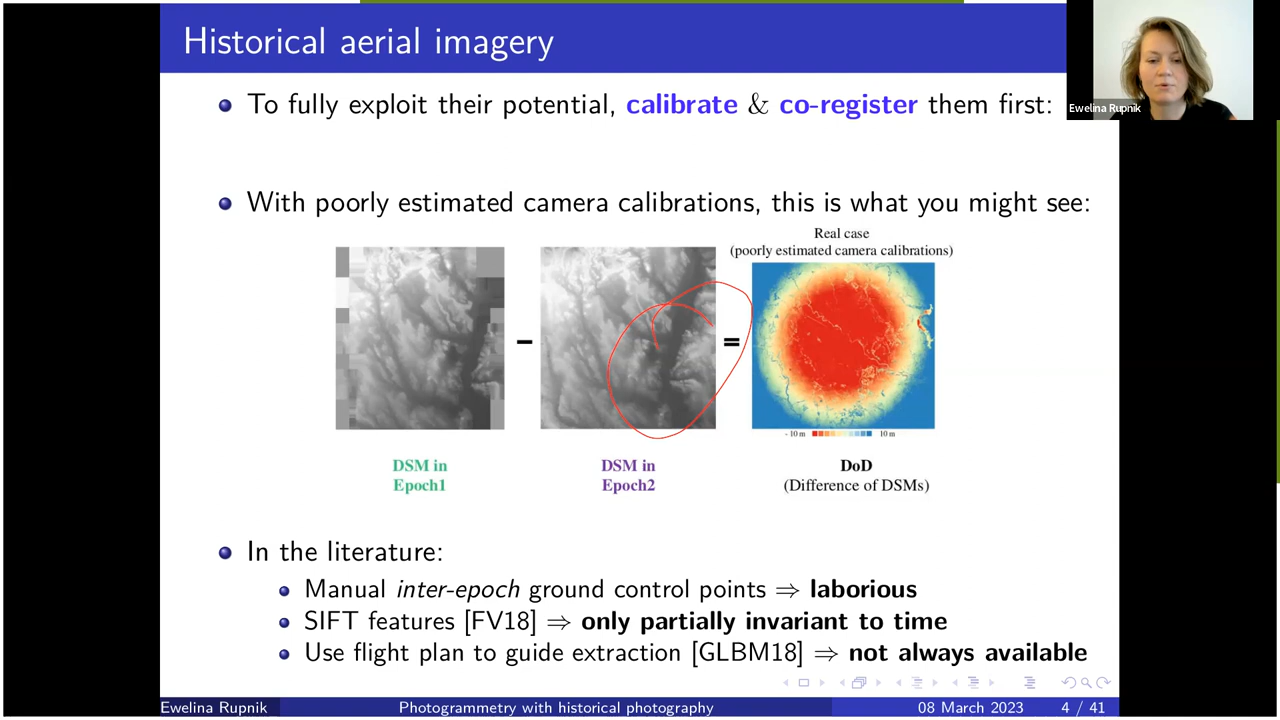 Historical aerial imagery
Ewelina Rupnik
To fully exploit their potential, calibrate & co-register them first:
With poorly estimated camera calibrations, this is what you might see:
Real case
(poorly estimated camera calibrations)
–
=
- 10 m 10 m
DSM in
Epoch1
DSM in
Epoch2
DoD
(Difference of DSMs)
In the literature:
Manual inter-epoch ground control points ⇒ laborious
SIFT features [FV18] ⇒ only partially invariant to time
Use flight plan to guide extraction [GLBM18] ⇒ not always available
Ewelina Rupnik Photogrammetry with historical photography 08 March 2023 4 / 41